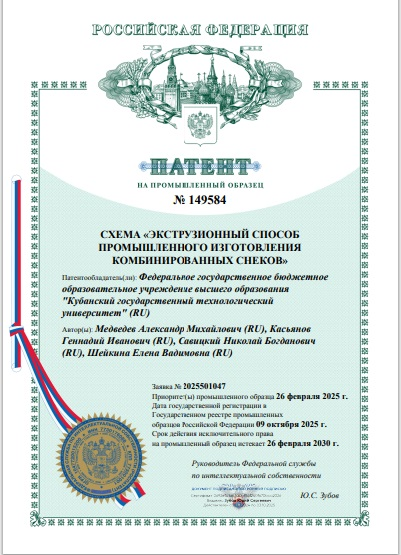 РОССИЙСКАЯ ФЕДЕРАЦИЯ
ПАТЕНТ
НА ПРОМЫШЛЕННЫЙ ОБРАЗЕЦ
№ 149584
СХЕМА «ЭКСТРУЗИОННЫЙ СПОСОБ
ПРОМЫШЛЕННОГО ИЗГОТОВЛЕНИЯ
КОМБИНИРОВАННЫХ СНЕКОВ»
Патентообладатель(ли): Федеральное государственное бюджетное
образовательное учреждение высшего образования
"Кубанский государственный технологический
университет" (RU)
Автор(ы): Медведев Александр Михайлович (RU), Касьянов
Геннадий Иванович (RU), Савицкий Николай Богданович
(RU), Шейкина Елена Вадимовна (RU)
Заявка № 2025501047
Приоритет(ы) промышленного образца 26 февраля 2025 г.
Дата государственной регистрации в
Государственном реестре промышленных
образцов Российской Федерации 09 октября 2025 г.
Срок действия исключительного права
на промышленный образец истекает 26 февраля 2030 г.
Руководитель Федеральной службы
по интеллектуальной собственности
Ю.С. Зубов